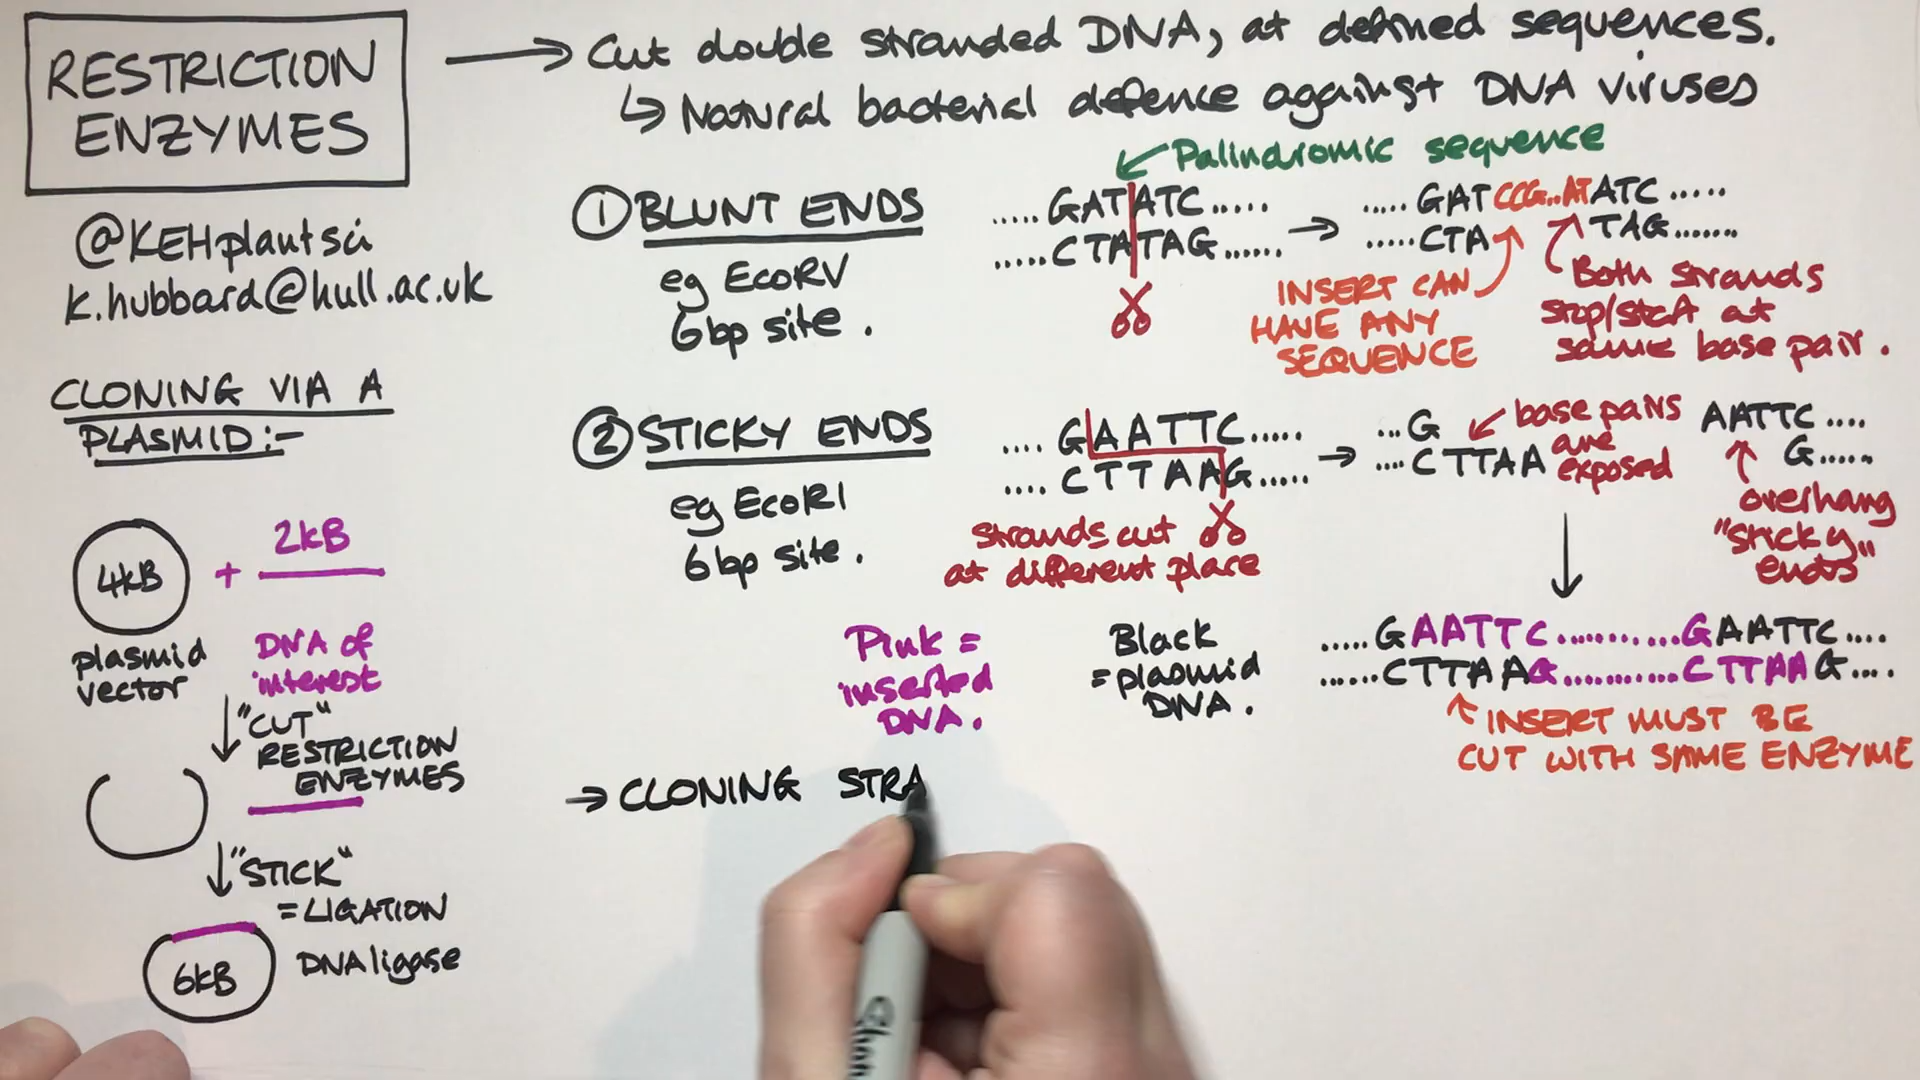 RESTRICTION
ENZYMES
→ Cut double stranded DNA, at defined sequences.
↳ Natural bacterial defence against DNA viruses
@KEHplantsci
k.hubbard@hull.ac.uk
CLONING VIA A
PLASMID:-
4kB
+
2kB
plasmid
vector
DNA of
interest
↓ "CUT"
RESTRICTION
ENZYMES
↓ "STICK"
= LIGATION
DNA ligase
6kB
① BLUNT ENDS
eg EcoRV
6bp site.
Palindromic sequence
.....GATATC.....
.....CTATAG......
→
.....GATCCG..ATATC.....
.....CTA
TAG.......
INSERT CAN
HAVE ANY
SEQUENCE
Both strands
stop/start at
same base pair.
② STICKY ENDS
eg EcoRI
6bp site.
....GAATTC.....
....CTTAAG.....
strands cut
at different place
→
...G
....CTTAA
base pairs
are
exposed
AATTC....
G.....
overhang
"sticky
ends"
Pink =
inserted
DNA.
Black
= plasmid
DNA.
.....GAATTC...........GAATTC....
......CTTAAG...........CTTAAG....
INSERT MUST BE
CUT WITH SAME ENZYME
→ CLONING STRA
Sharp